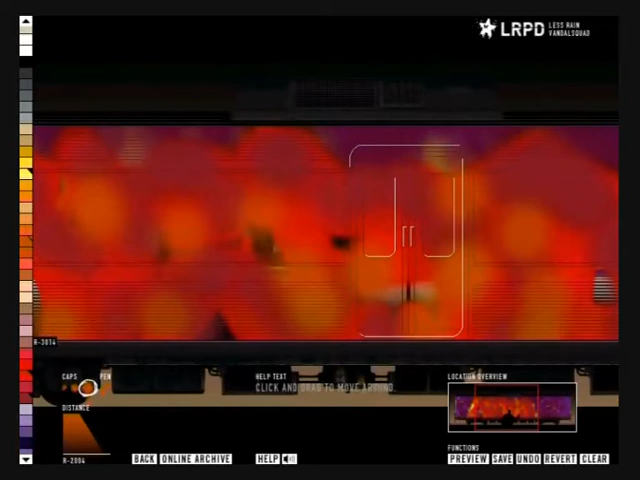 LRPD LESS RAIN
VANDALSQUAD
R-3014
CAPS PEN
HELP TEXT
CLICK AND DRAG TO MOVE AROUND.
LOCATION OVERVIEW
DISTANCE
R-2004
BACK ONLINE ARCHIVE HELP
FUNCTIONS
PREVIEW SAVE UNDO REVERT CLEAR